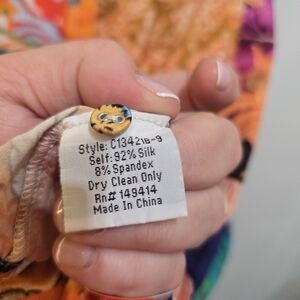 Style: C13421B-9
Self: 92% Silk
8% Spandex
Dry Clean Only
Rn# 149414
Made In China